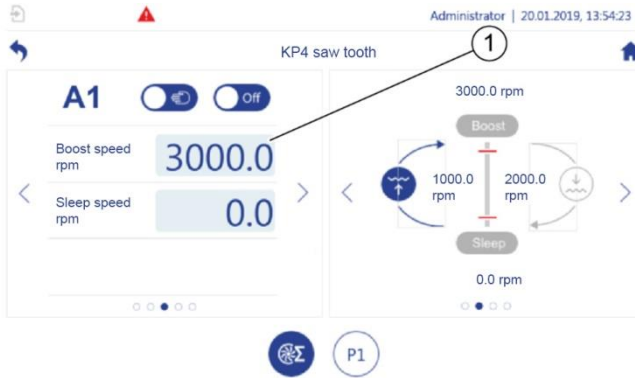 Administrator | 20.01.2019, 13:54:23
KP4 saw tooth
1
A1
Off
Boost speed
rpm
3000.0
Sleep speed
rpm
0.0
3000.0 rpm
Boost
1000.0
rpm
2000.0
rpm
Sleep
0.0 rpm
Σ
P1